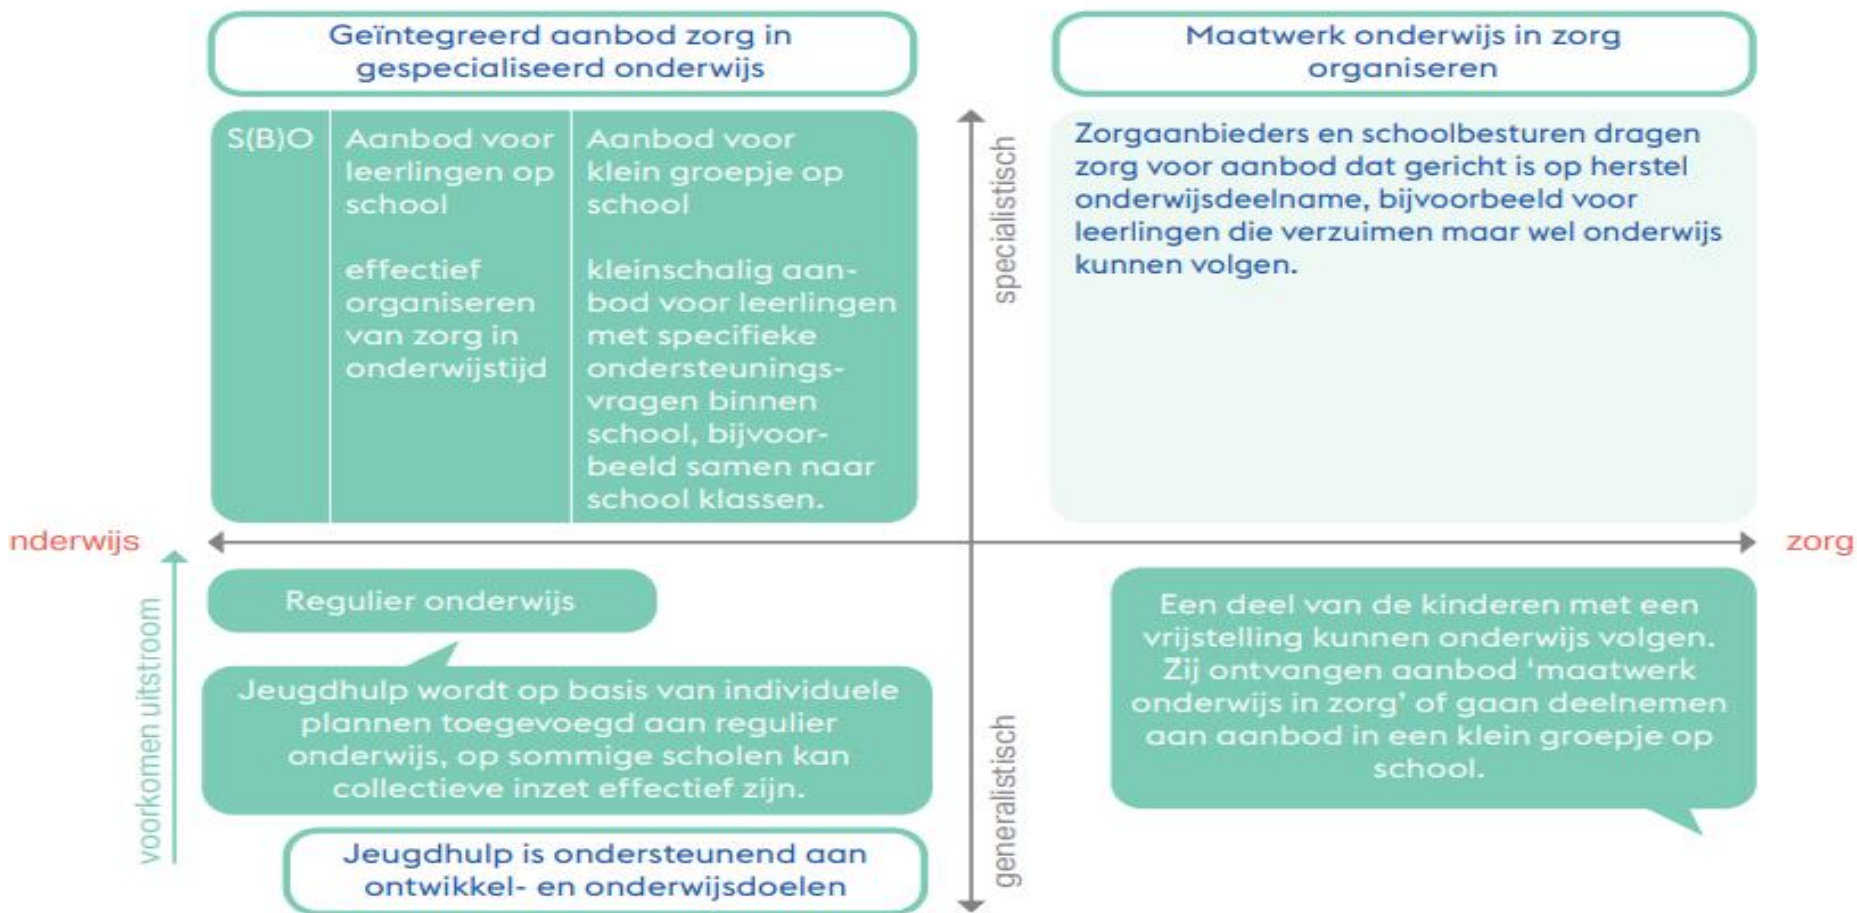 Geïntegreerd aanbod zorg in
gespecialiseerd onderwijs
Maatwerk onderwijs in zorg
organiseren
S(B)O
Aanbod voor
leerlingen op
school
effectief
organiseren
van zorg in
onderwijstijd
Aanbod voor
klein groepje op
school
kleinschalig aan-
bod voor leerlingen
met specifieke
ondersteunings-
vragen binnen
school, bijvoor-
beeld samen naar
school klassen.
specialistisch
Zorgaanbieders en schoolbesturen dragen
zorg voor aanbod dat gericht is op herstel
onderwijsdeelname, bijvoorbeeld voor
leerlingen die verzuimen maar wel onderwijs
kunnen volgen.
nderwijs
zorg
voorkomen uitstroom
Regulier onderwijs
Jeugdhulp wordt op basis van individuele
plannen toegevoegd aan regulier
onderwijs, op sommige scholen kan
collectieve inzet effectief zijn.
Jeugdhulp is ondersteunend aan
ontwikkel- en onderwijsdoelen
generalistisch
Een deel van de kinderen met een
vrijstelling kunnen onderwijs volgen.
Zij ontvangen aanbod ‘maatwerk
onderwijs in zorg’ of gaan deelnemen
aan aanbod in een klein groepje op
school.